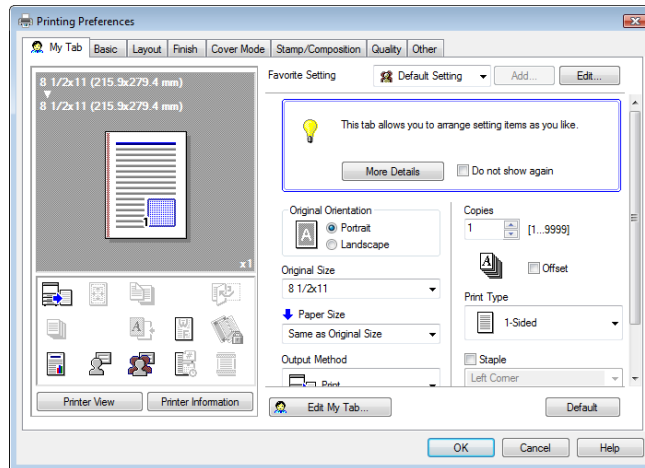 Printing Preferences
My Tab Basic Layout Finish Cover Mode Stamp/Composition Quality Other
8 1/2x11 (215.9x279.4 mm)
8 1/2x11 (215.9x279.4 mm)
1
x1
Printer View Printer Information
Favorite Setting Default Setting Add... Edit...
This tab allows you to arrange setting items as you like.
More Details Do not show again
Original Orientation
A Portrait
Landscape
Original Size
8 1/2x11
Paper Size
Same as Original Size
Output Method
Print
Copies
1 [1...9999]
Offset
Print Type
1-Sided
Staple
Left Corner
Edit My Tab... Default
OK Cancel Help